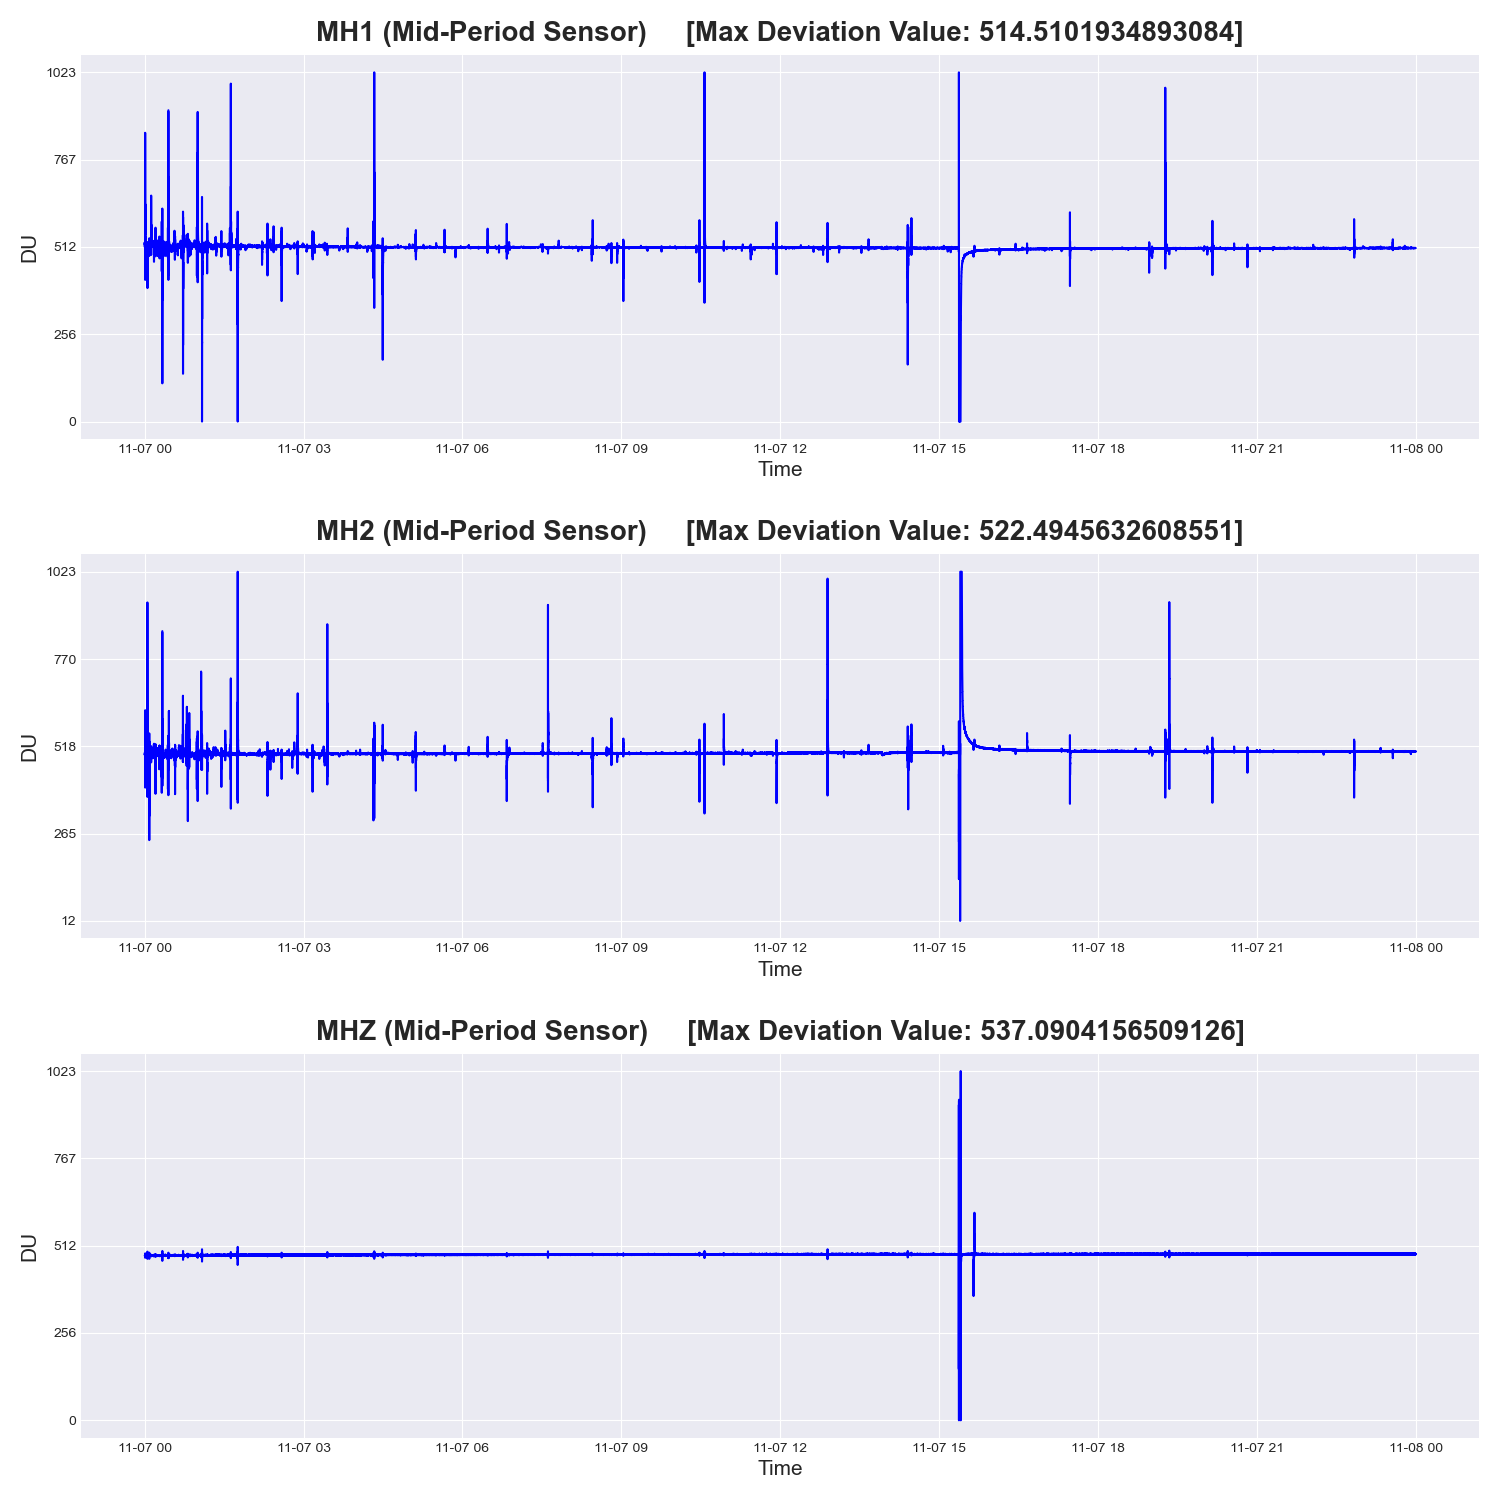 MH1 (Mid-Period Sensor) [Max Deviation Value: 514.5101934893084]
1023
767
512
256
0
DU
11-07 00 11-07 03 11-07 06 11-07 09 11-07 12 11-07 15 11-07 18 11-07 21 11-08 00
Time
MH2 (Mid-Period Sensor) [Max Deviation Value: 522.4945632608551]
1023
770
518
265
12
DU
11-07 00 11-07 03 11-07 06 11-07 09 11-07 12 11-07 15 11-07 18 11-07 21 11-08 00
Time
MHZ (Mid-Period Sensor) [Max Deviation Value: 537.0904156509126]
1023
767
512
256
0
DU
11-07 00 11-07 03 11-07 06 11-07 09 11-07 12 11-07 15 11-07 18 11-07 21 11-08 00
Time